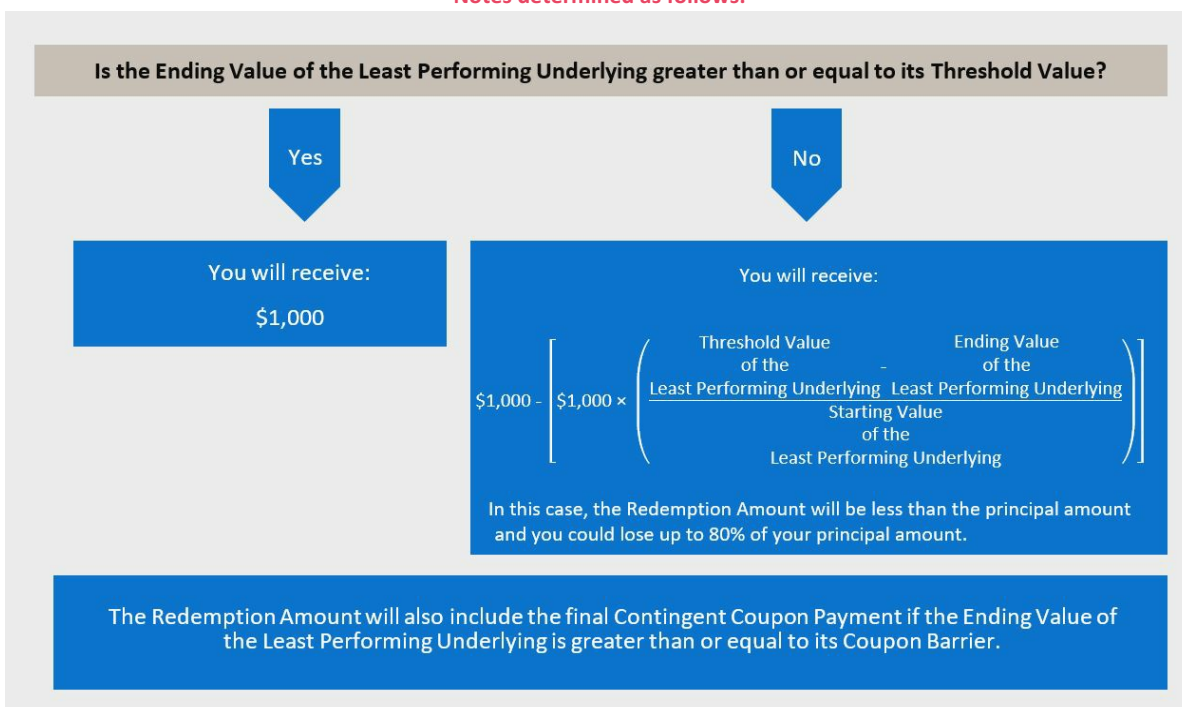 Notes determined as follows:
Is the Ending Value of the Least Performing Underlying greater than or equal to its Threshold Value?
Yes
No
You will receive:
$1,000
You will receive:
Threshold Value Ending Value
of the - of the
Least Performing Underlying Least Performing Underlying
$1,000 - [$1,000 × (
Starting Value
of the
Least Performing Underlying
)]
In this case, the Redemption Amount will be less than the principal amount
and you could lose up to 80% of your principal amount.
The Redemption Amount will also include the final Contingent Coupon Payment if the Ending Value of
the Least Performing Underlying is greater than or equal to its Coupon Barrier.